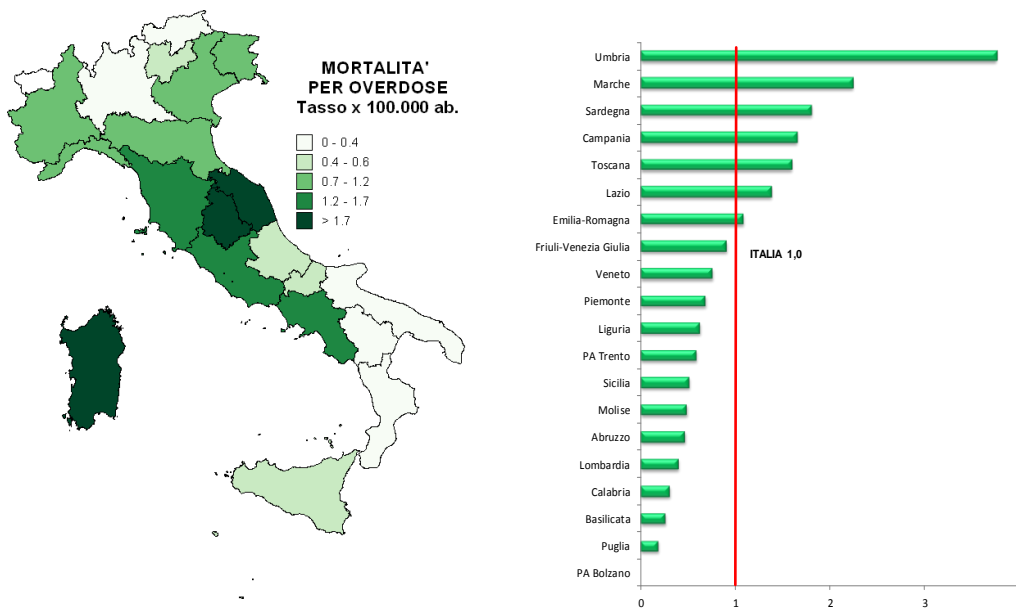 MORTALITA'
PER OVERDOSE
Tasso x 100.000 ab.
0 - 0.4
0.4 - 0.6
0.7 - 1.2
1.2 - 1.7
> 1.7
Umbria
Marche
Sardegna
Campania
Toscana
Lazio
Emilia-Romagna
Friuli-Venezia Giulia
Veneto
Piemonte
Liguria
PA Trento
Sicilia
Molise
Abruzzo
Lombardia
Calabria
Basilicata
Puglia
PA Bolzano
ITALIA 1,0
0 1 2 3